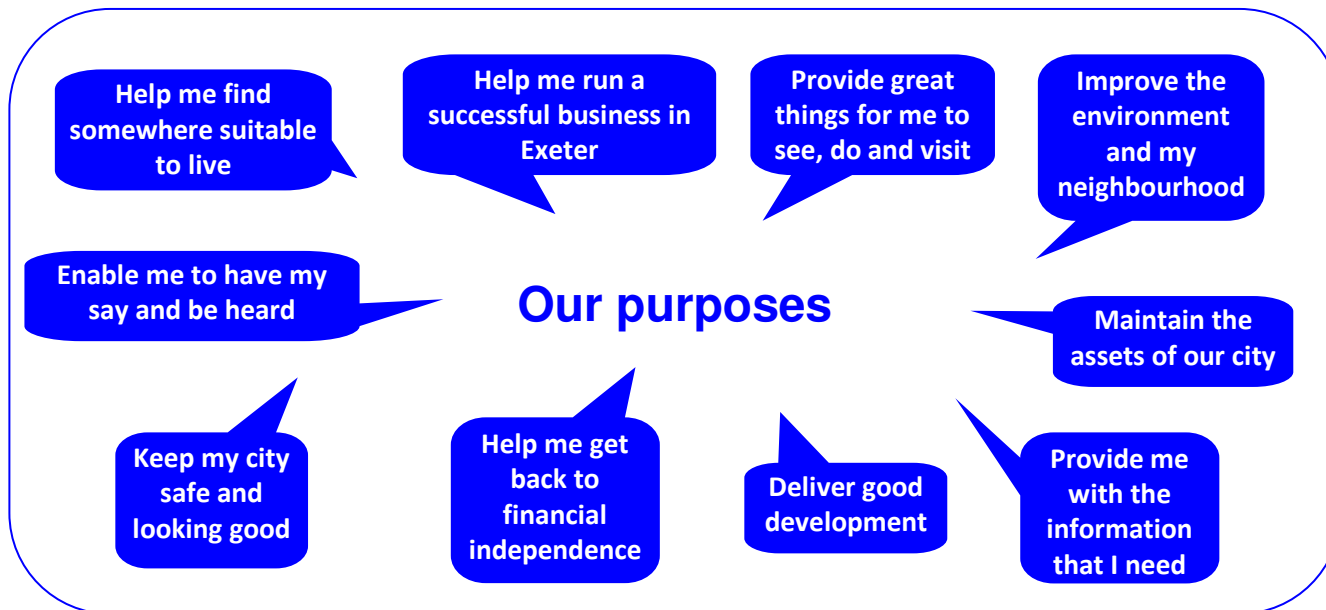 Help me find
somewhere suitable
to live
Help me run a
successful business in
Exeter
Provide great
things for me to
see, do and visit
Improve the
environment
and my
neighbourhood
Enable me to have my
say and be heard
Our purposes
Maintain the
assets of our city
Keep my city
safe and
looking good
Help me get
back to
financial
independence
Deliver good
development
Provide me
with the
information
that I need